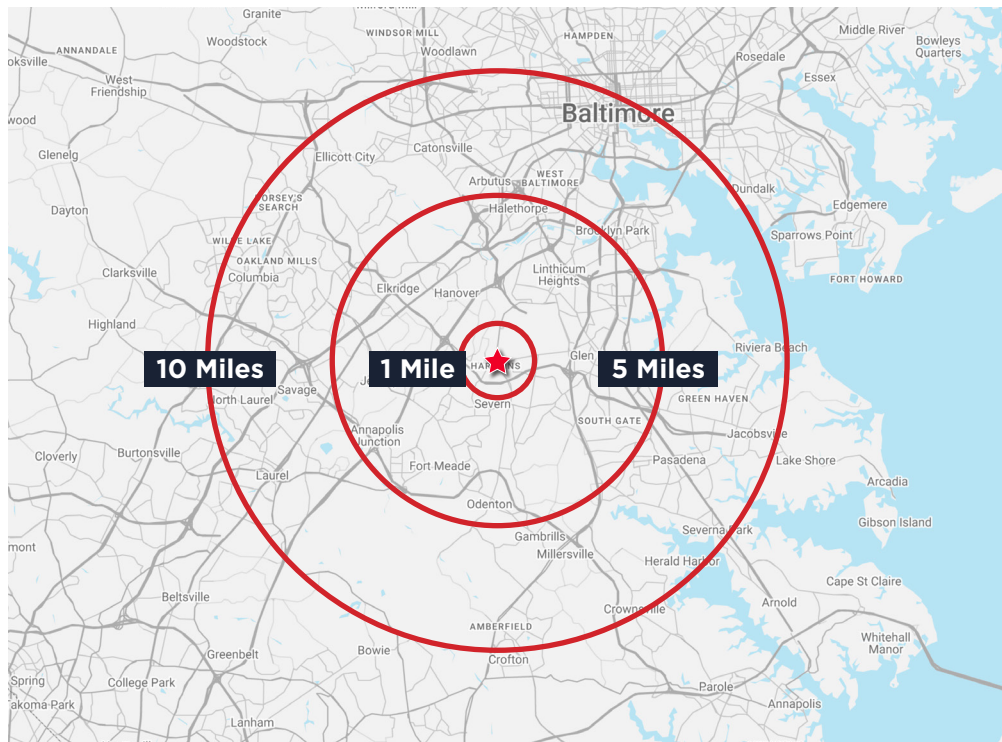 Granite
WINDSOR MILL
HAMPDEN
Middle River
Bowleys
Quarters
ANNANDALE
Woodstock
Woodlawn
Rosedale
West
Friendship
Essex
Baltimore
wood
Glenelg
Ellicott City
Catonsville
Arbutus
WEST
BALTIMORE
Dundalk
Dayton
DORSEY'S
SEARCH
Halethorpe
Edgemere
Brooklyn Park
Sparrows Point
WILDE LAKE
OAKLAND MILLS
Clarksville
Columbia
Linthicum
Heights
FORT HOWARD
Elkridge
Hanover
Highland
Riviera Beach
10 Miles
1 Mile
Glen
5 Miles
Savage
North Laurel
Severn
GREEN HAVEN
SOUTH GATE
Jacobsville
Annapolis
Junction
Cloverly
Burtonsville
Pasadena
Lake Shore
Laurel
Fort Meade
Arcadia
Odenton
Gibson Island
Gambrills
Severna Park
mont
Millersville
Herald Harbor
Cape St Claire
Beltsville
Arnold
Crownsville
AMBERFIELD
Whitehall
Manor
Greenbelt
Bowie
Crofton
Spring
College Park
Parole
akoma Park
Annapolis
Lanham